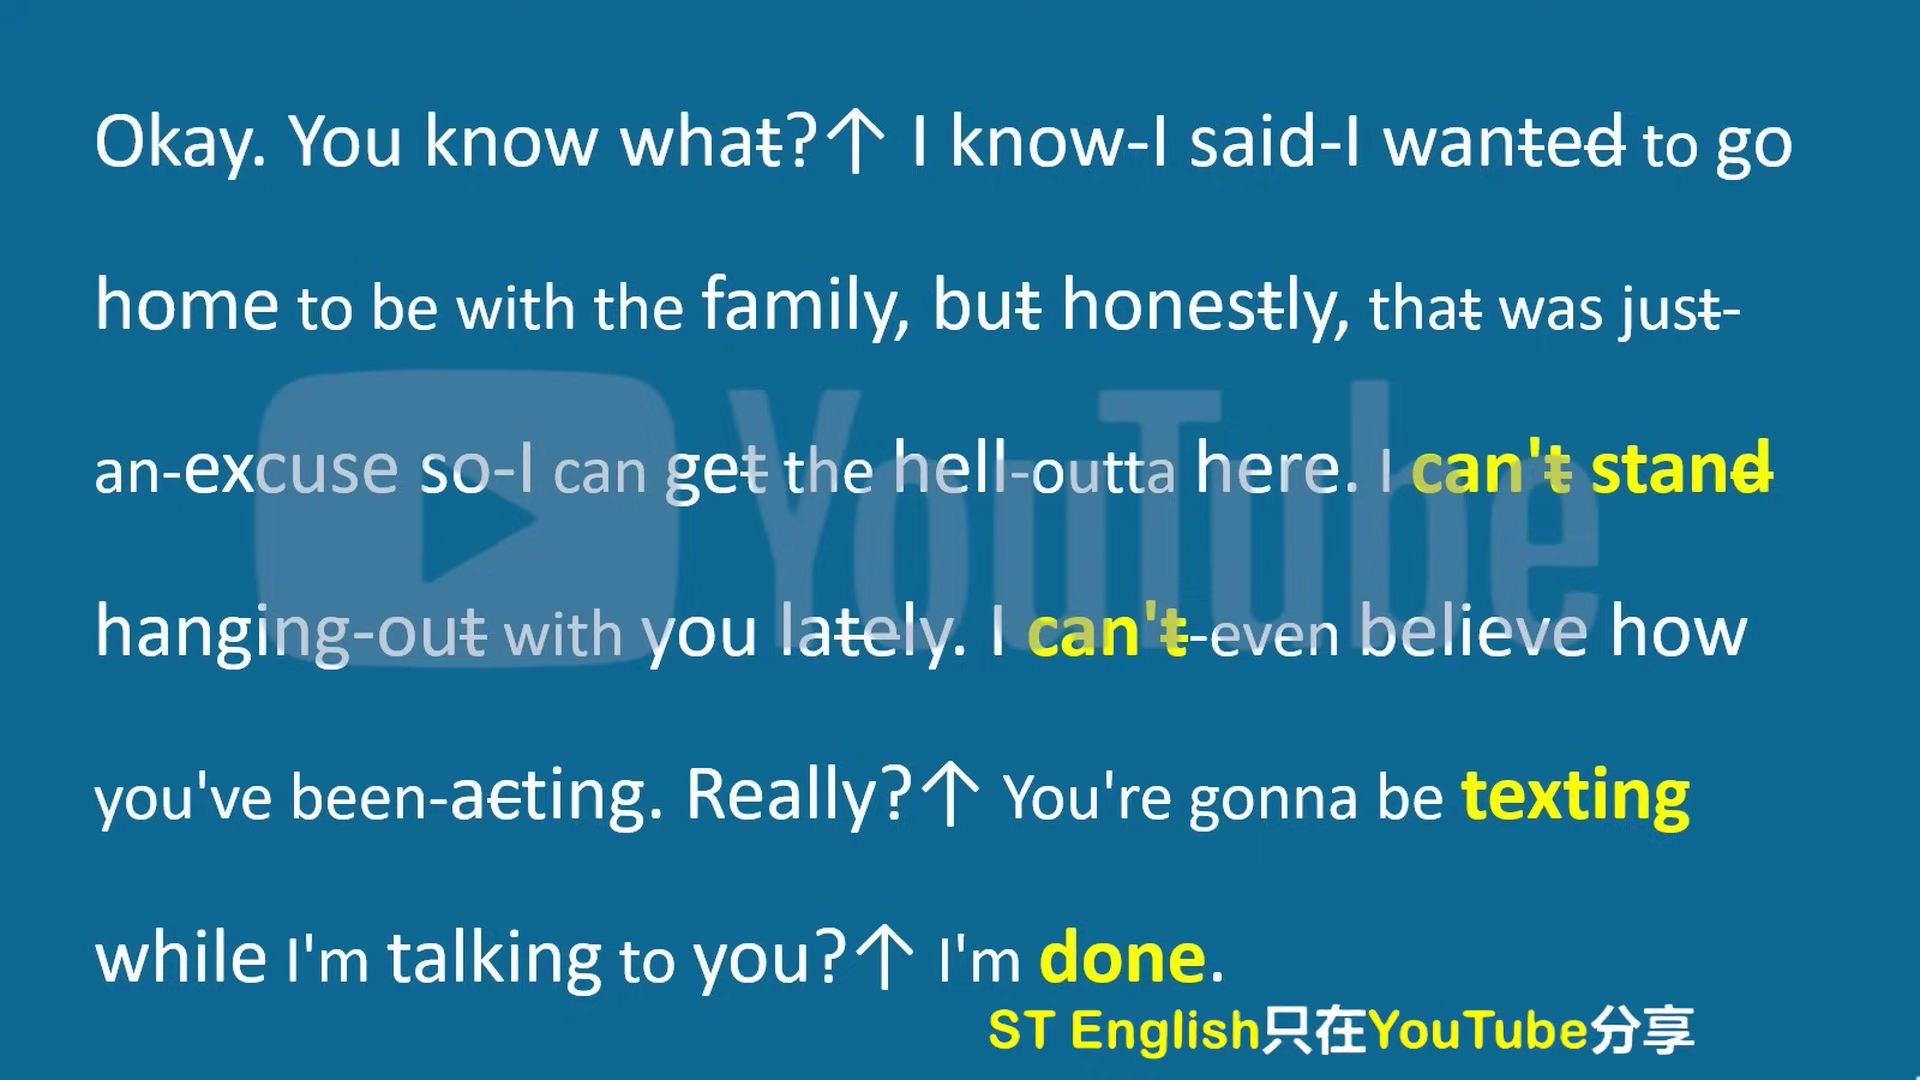 Okay. You know what?↑ I know-I said-I wanted to go
home to be with the family, but honestly, that was just-
an-excuse so-I can get the hell-outta here. I can't stand
hanging-out with you lately. I can't-even believe how
you've been-acting. Really?↑ You're gonna be texting
while I'm talking to you?↑ I'm done.
YouTube
ST English只在YouTube分享